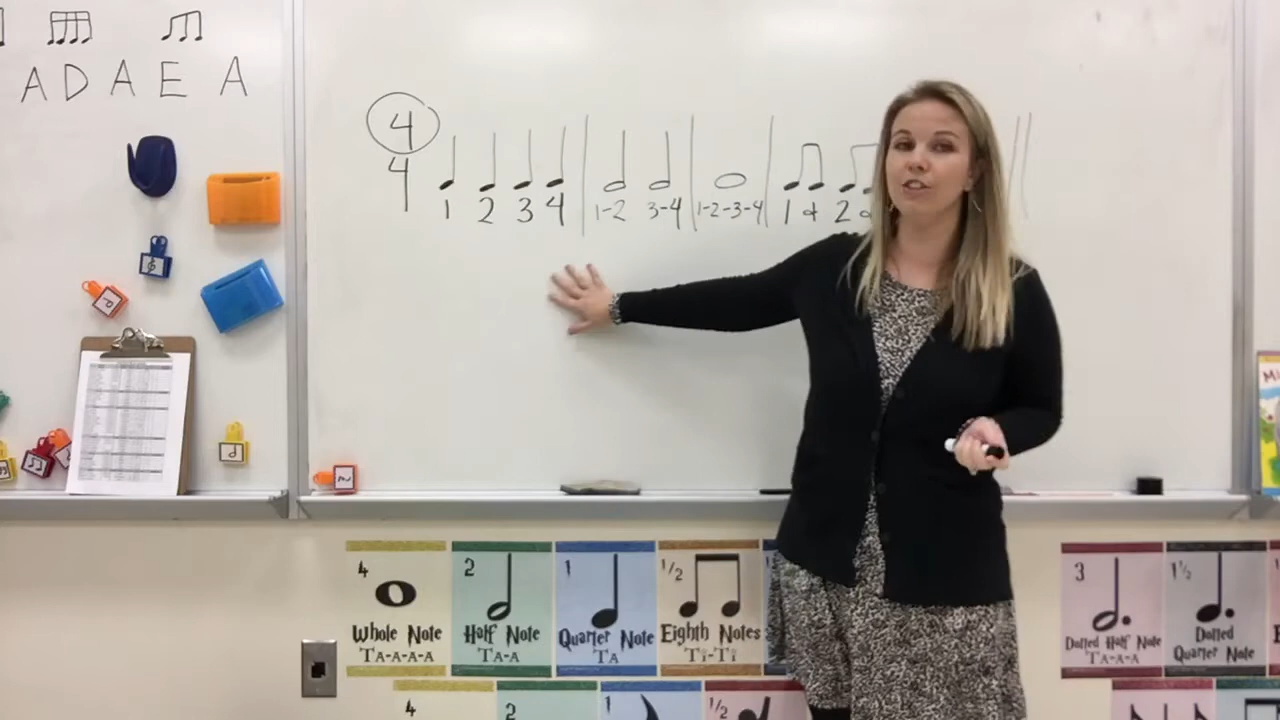 A D A E A
4
4
1 2 3 4 1-2 3-4 1-2-3-4 1 + 2
4 2 1 1/2 3 1½
Whole Note Half Note Quarter Note Eighth Notes Dotted Half Note Dotted Quarter Note
Ta-a-a-a Ta-a Ta Ti-Ti Ta-a-a
4 2 1 1/2